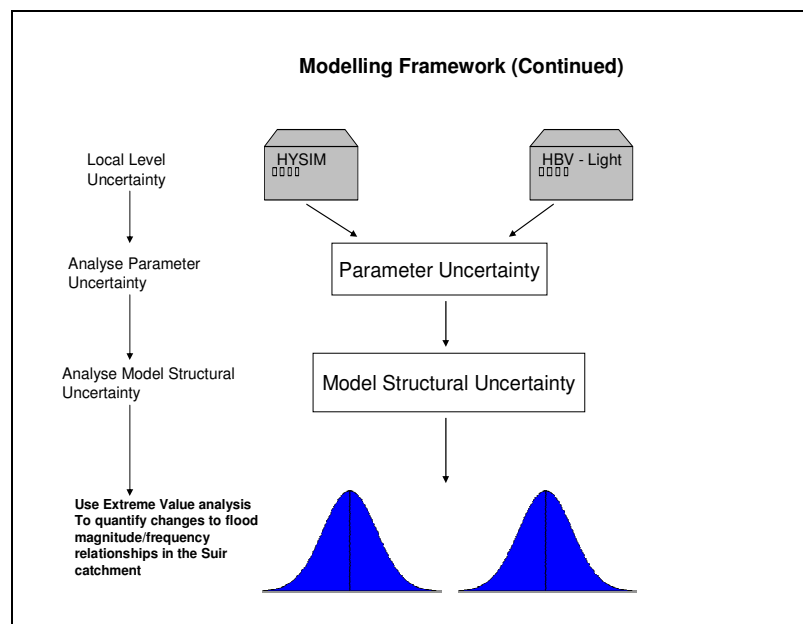 Modelling Framework (Continued)
Local Level
Uncertainty
HYSIM
HBV - Light
Analyse Parameter
Uncertainty
Parameter Uncertainty
Analyse Model Structural
Uncertainty
Model Structural Uncertainty
Use Extreme Value analysis
To quantify changes to flood
magnitude/frequency
relationships in the Suir
catchment